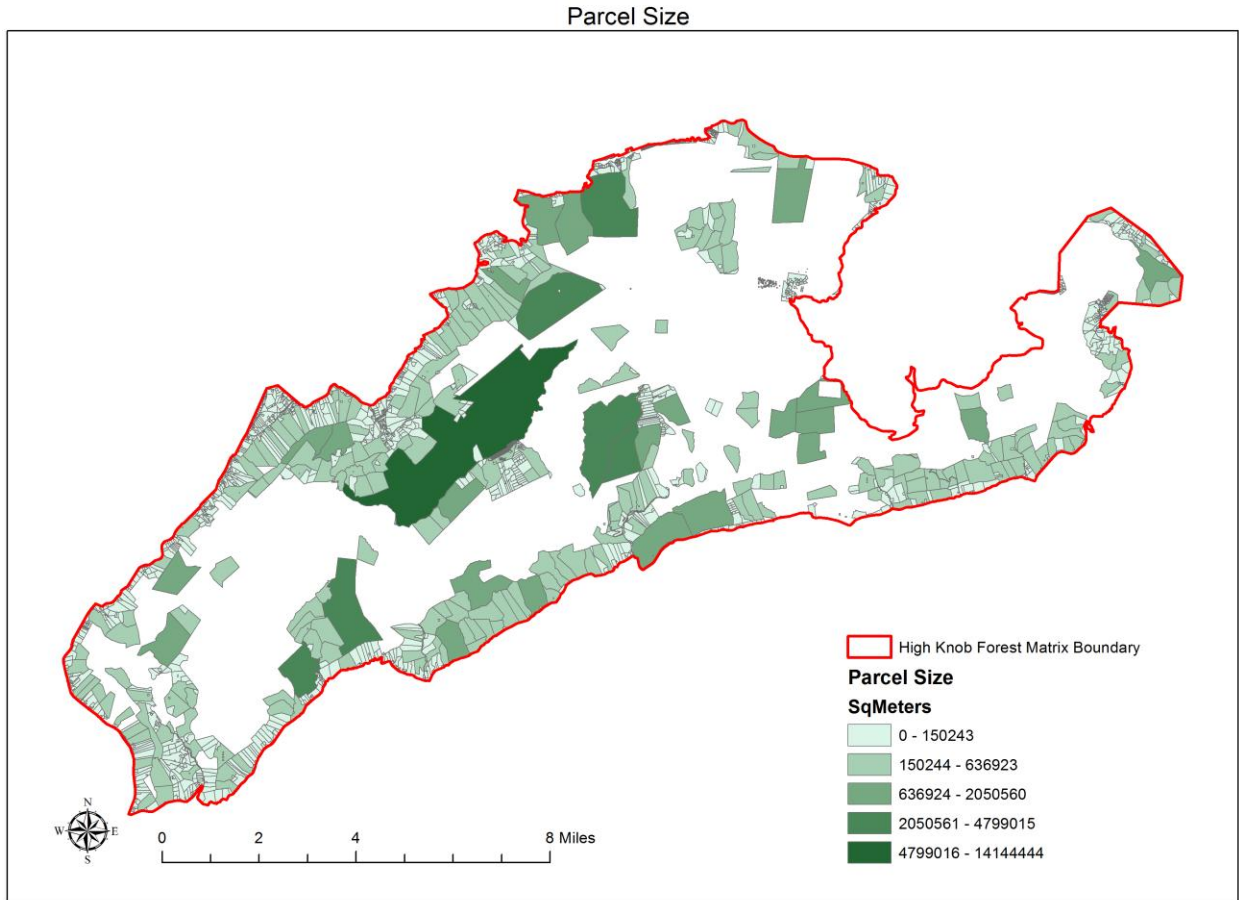 Parcel Size
High Knob Forest Matrix Boundary
Parcel Size
SqMeters
0 - 150243
150244 - 636923
636924 - 2050560
2050561 - 4799015
4799016 - 14144444
N
W E
S
0 2 4 8 Miles